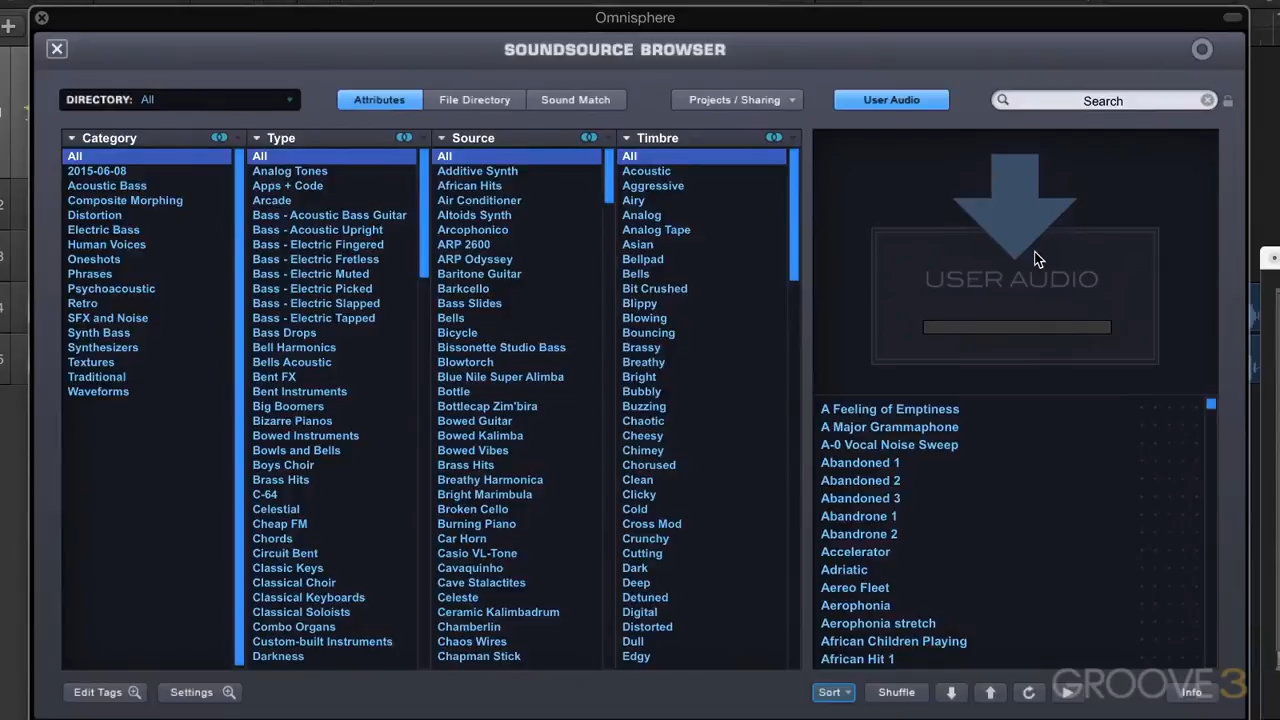 Omnisphere
SOUNDSOURCE BROWSER
DIRECTORY: All
Attributes
File Directory
Sound Match
Projects / Sharing
User Audio
Search
Category
All
2015-06-08
Acoustic Bass
Composite Morphing
Distortion
Electric Bass
Human Voices
Oneshots
Phrases
Psychoacoustic
Retro
SFX and Noise
Synth Bass
Synthesizers
Textures
Traditional
Waveforms
Type
All
Analog Tones
Apps + Code
Arcade
Bass - Acoustic Bass Guitar
Bass - Acoustic Upright
Bass - Electric Fingered
Bass - Electric Fretless
Bass - Electric Muted
Bass - Electric Picked
Bass - Electric Slapped
Bass - Electric Tapped
Bass Drops
Bell Harmonics
Bells Acoustic
Bent FX
Bent Instruments
Big Boomers
Bizarre Pianos
Bowed Instruments
Bowls and Bells
Boys Choir
Brass Hits
C-64
Celestial
Cheap FM
Chords
Circuit Bent
Classic Keys
Classical Choir
Classical Keyboards
Classical Soloists
Combo Organs
Custom-built Instruments
Darkness
Source
All
Additive Synth
African Hits
Air Conditioner
Altoids Synth
Arcophonico
ARP 2600
ARP Odyssey
Baritone Guitar
Barkcello
Bass Slides
Bells
Bicycle
Bissonette Studio Bass
Blowtorch
Blue Nile Super Alimba
Bottle
Bottlecap Zim'bira
Bowed Guitar
Bowed Kalimba
Bowed Vibes
Brass Hits
Breathy Harmonica
Bright Marimbula
Broken Cello
Burning Piano
Car Horn
Casio VL-Tone
Cavaquinho
Cave Stalactites
Celeste
Ceramic Kalimbadrum
Chamberlin
Chaos Wires
Chapman Stick
Timbre
All
Acoustic
Aggressive
Airy
Analog
Analog Tape
Asian
Bellpad
Bells
Bit Crushed
Blippy
Blowing
Bouncing
Brassy
Breathy
Bright
Bubbly
Buzzing
Chaotic
Cheesy
Chimey
Chorused
Clean
Clicky
Cold
Cross Mod
Crunchy
Cutting
Dark
Deep
Detuned
Digital
Distorted
Dull
Edgy
USER AUDIO
A Feeling of Emptiness
A Major Grammaphone
A-0 Vocal Noise Sweep
Abandoned 1
Abandoned 2
Abandoned 3
Abandrone 1
Abandrone 2
Accelerator
Adriatic
Aereo Fleet
Aerophonia
Aerophonia stretch
African Children Playing
African Hit 1
Edit Tags
Settings
Sort
Shuffle
Info
GROOVE3
2
3
4
5